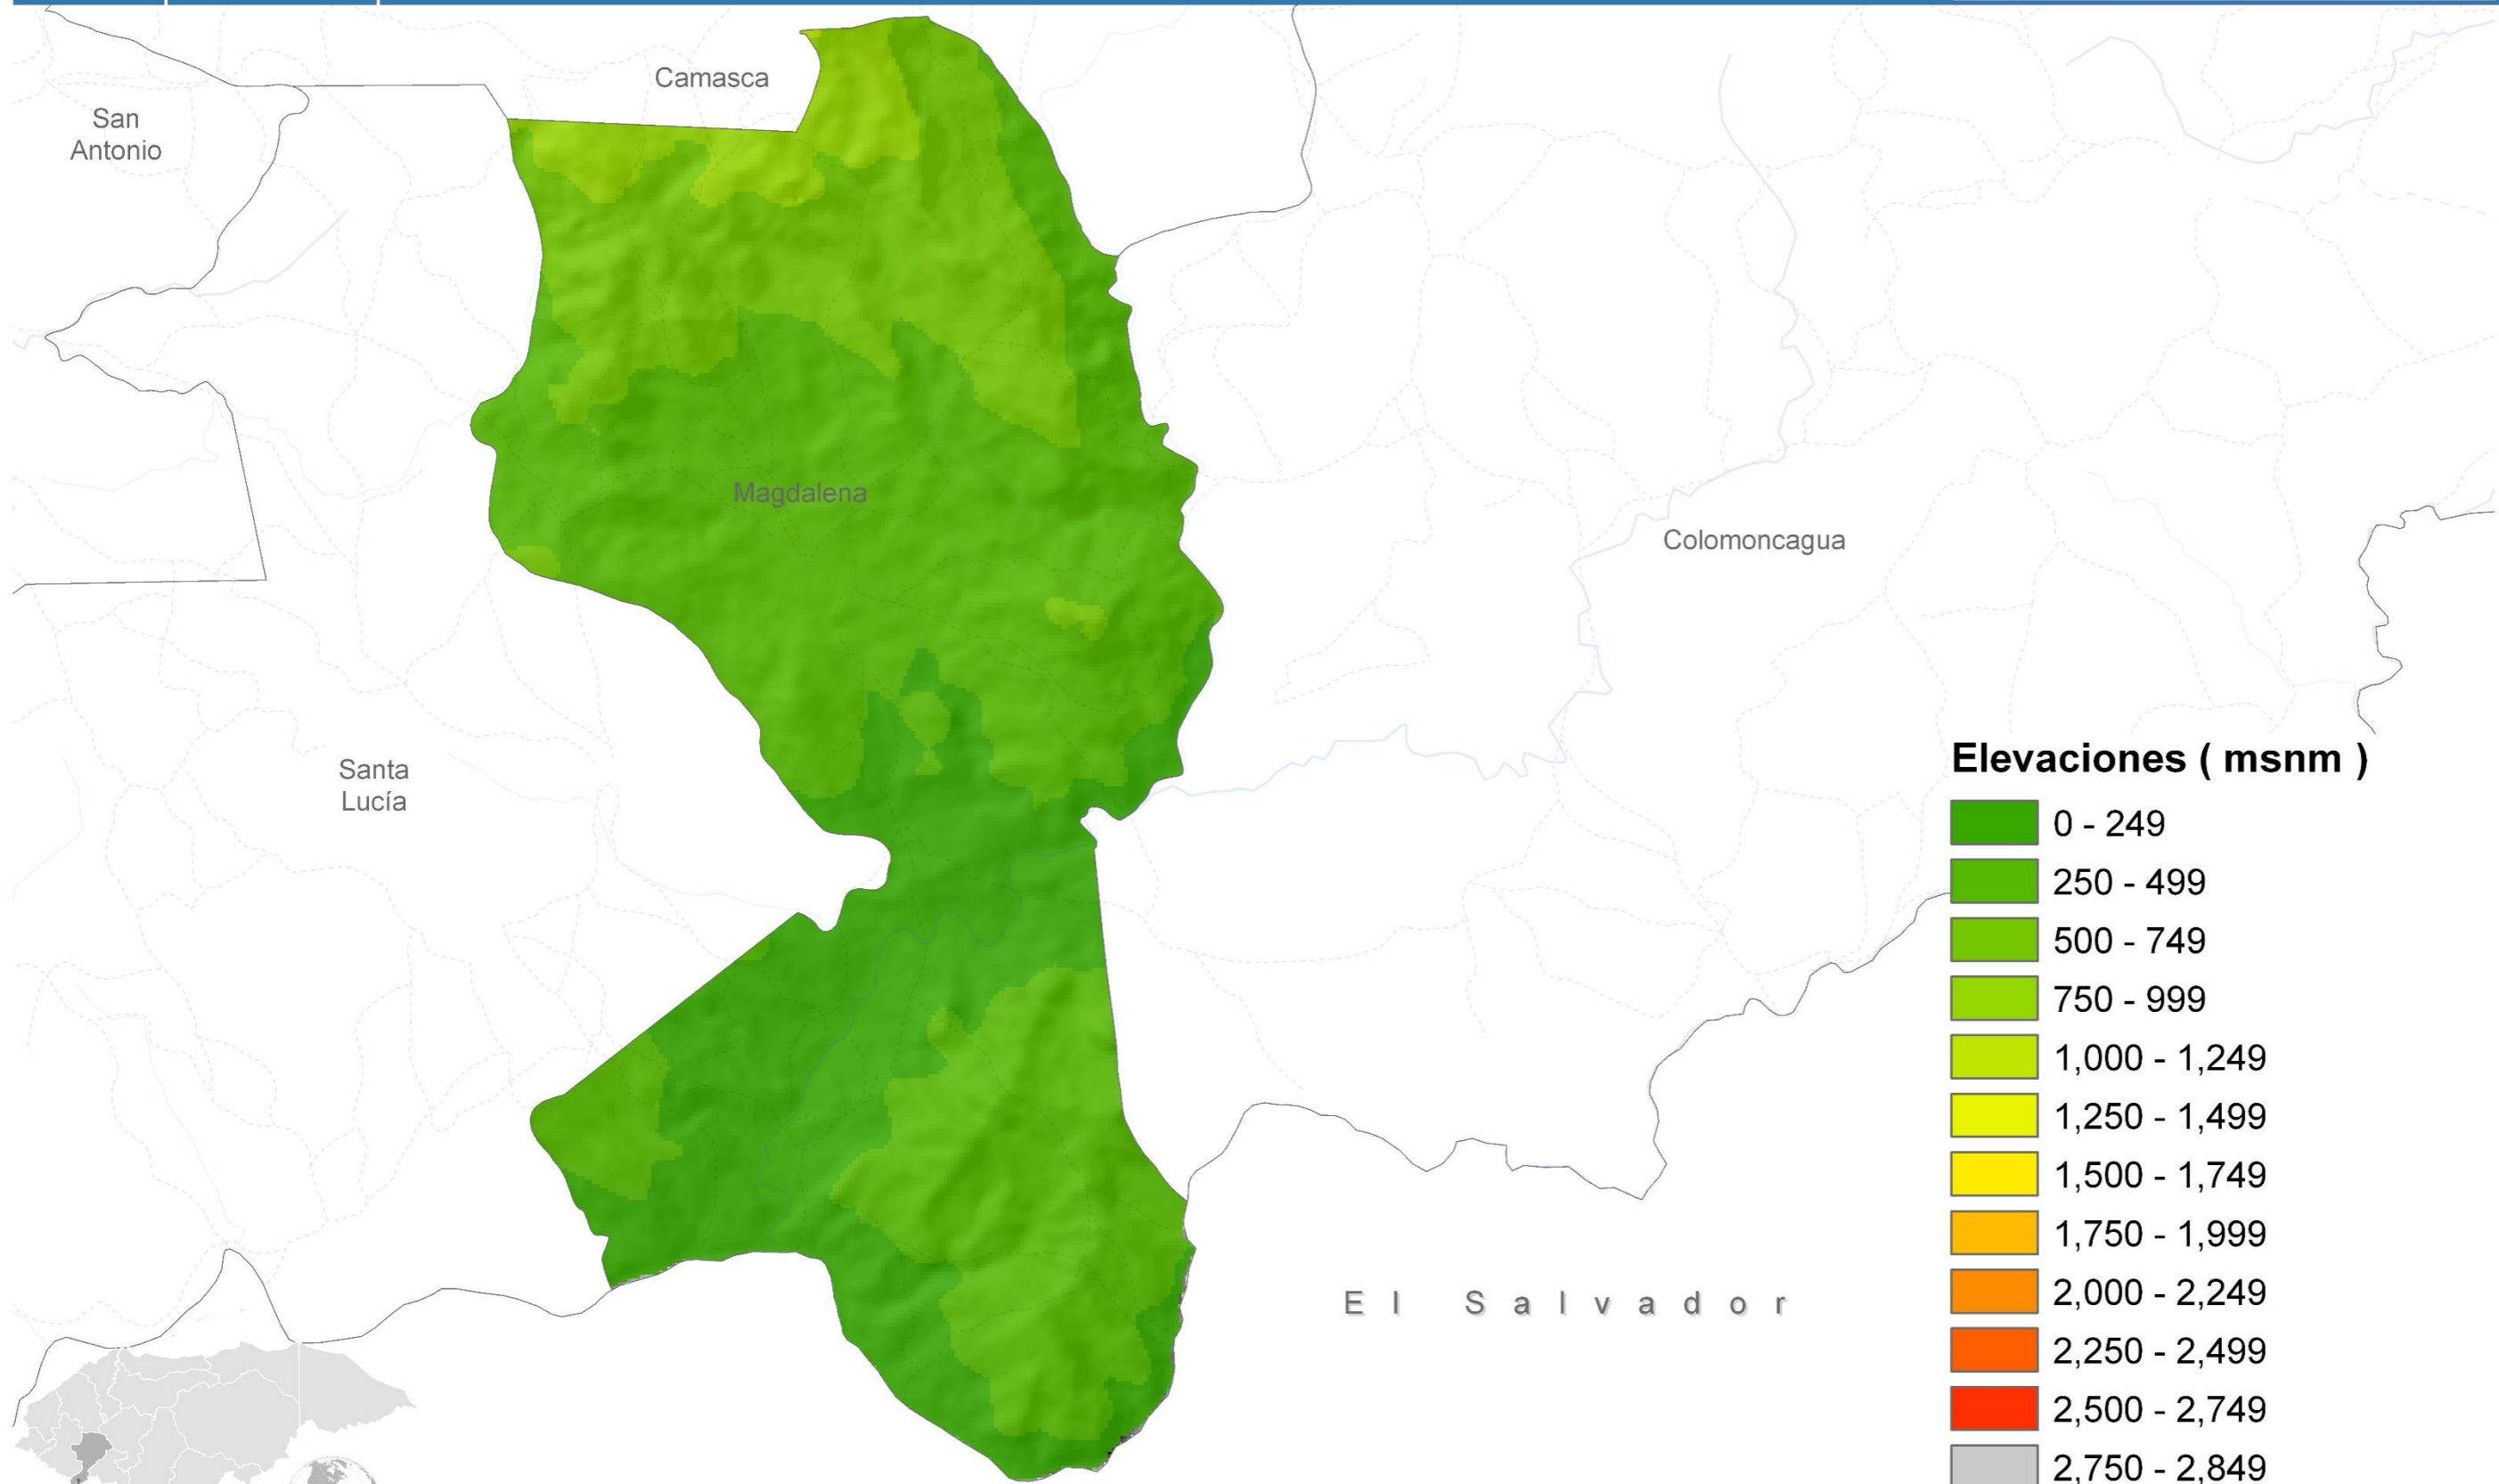 Camasca
San
Antonio
Magdalena
Colomoncagua
Santa
Lucía
El Salvador
Elevaciones ( msnm )
0 - 249
250 - 499
500 - 749
750 - 999
1,000 - 1,249
1,250 - 1,499
1,500 - 1,749
1,750 - 1,999
2,000 - 2,249
2,250 - 2,499
2,500 - 2,749
2,750 - 2,849